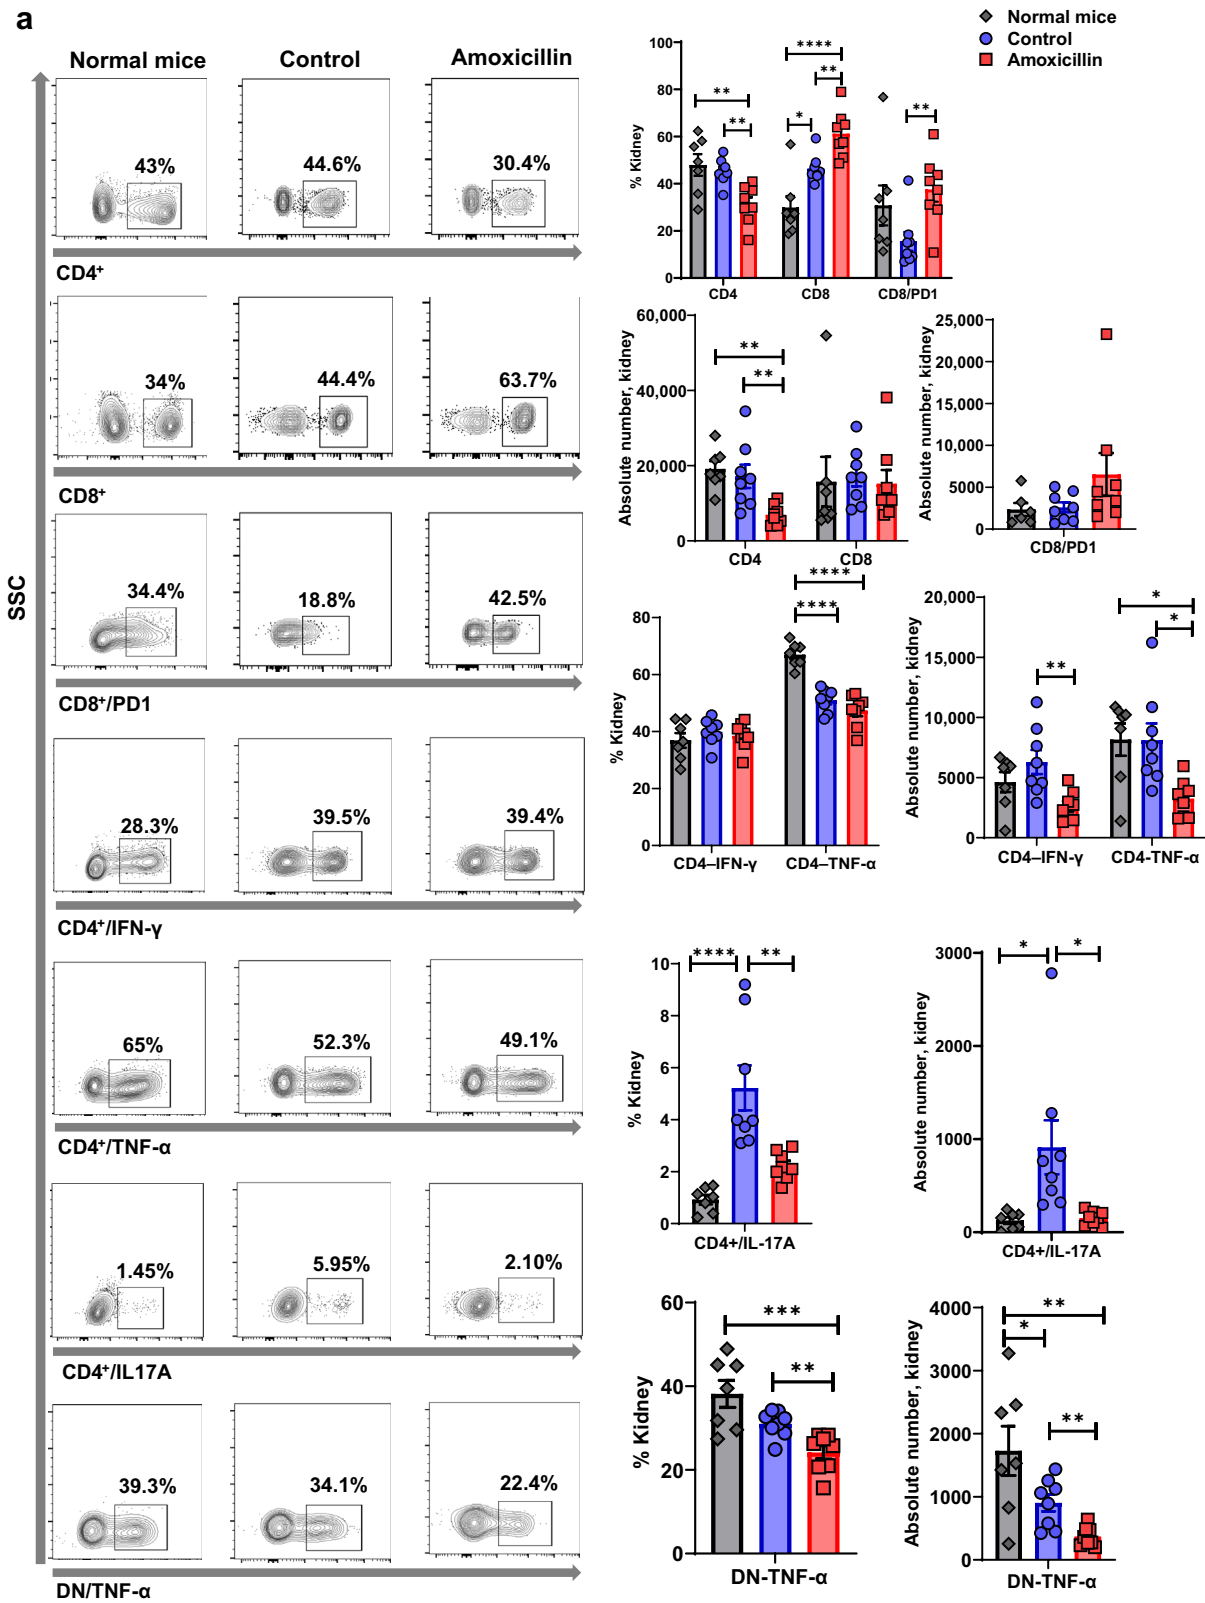 a
Normal mice
Control
Amoxicillin
Normal mice Control Amoxicillin
SSC
43% 44.6% 30.4%
CD4⁺
34% 44.4% 63.7%
CD8⁺
34.4% 18.8% 42.5%
CD8⁺/PD1
28.3% 39.5% 39.4%
CD4⁺/IFN-γ
65% 52.3% 49.1%
CD4⁺/TNF-α
1.45% 5.95% 2.10%
CD4⁺/IL17A
39.3% 34.1% 22.4%
DN/TNF-α
% Kidney
100
80
60
40
20
0
** ** * **** ** **
CD4 CD8 CD8/PD1
Absolute number, kidney
60,000
40,000
20,000
0
** **
CD4 CD8
Absolute number, kidney
25,000
20,000
15,000
10,000
5000
0
CD8/PD1
% Kidney
80
60
40
20
0
**** ****
CD4–IFN-γ CD4–TNF-α
Absolute number, kidney
20,000
15,000
10,000
5000
0
** * *
CD4–IFN-γ CD4-TNF-α
% Kidney
10
8
6
4
2
0
**** **
CD4+/IL-17A
Absolute number, kidney
3000
2000
1000
0
* *
CD4+/IL-17A
% Kidney
60
40
20
0
*** **
DN-TNF-α
Absolute number, kidney
4000
3000
2000
1000
0
** * **
DN-TNF-α